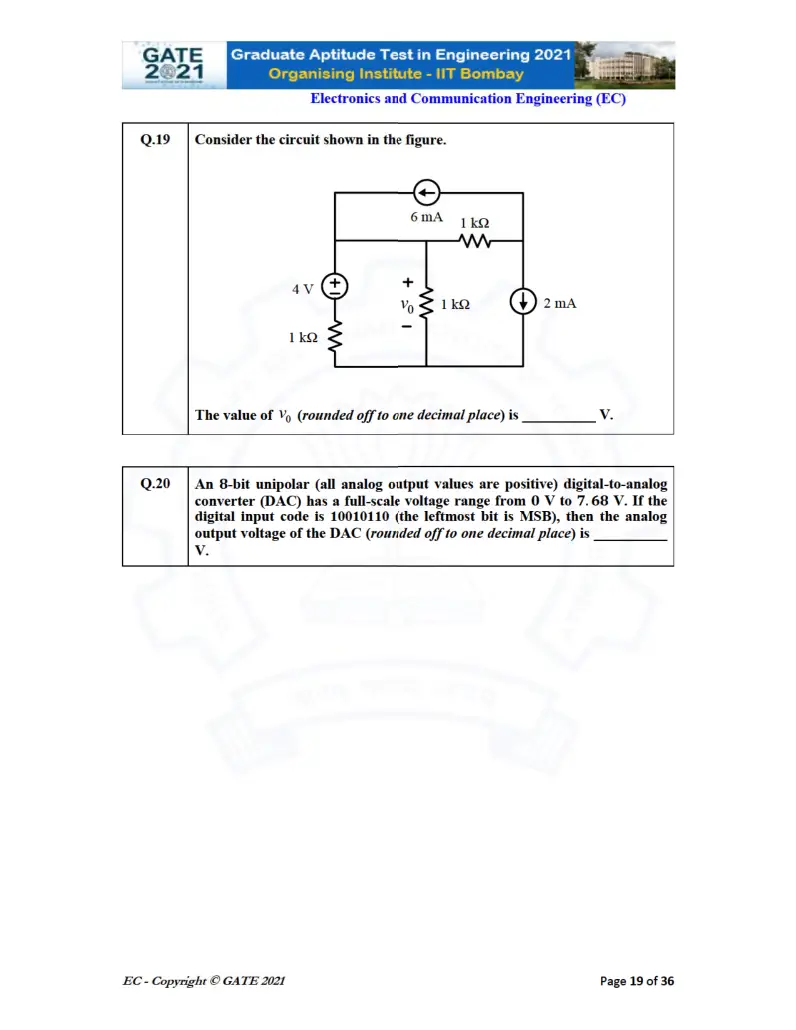 GATE
2021
Graduate Aptitude Test in Engineering 2021
Organising Institute - IIT Bombay
Electronics and Communication Engineering (EC)
Q.19 Consider the circuit shown in the figure.
6 mA
1 kΩ
4 V
+
−
+
v0
−
1 kΩ
2 mA
1 kΩ
The value of v0 (rounded off to one decimal place) is __________ V.
Q.20 An 8-bit unipolar (all analog output values are positive) digital-to-analog
converter (DAC) has a full-scale voltage range from 0 V to 7.68 V. If the
digital input code is 10010110 (the leftmost bit is MSB), then the analog
output voltage of the DAC (rounded off to one decimal place) is __________
V.
EC - Copyright © GATE 2021 Page 19 of 36